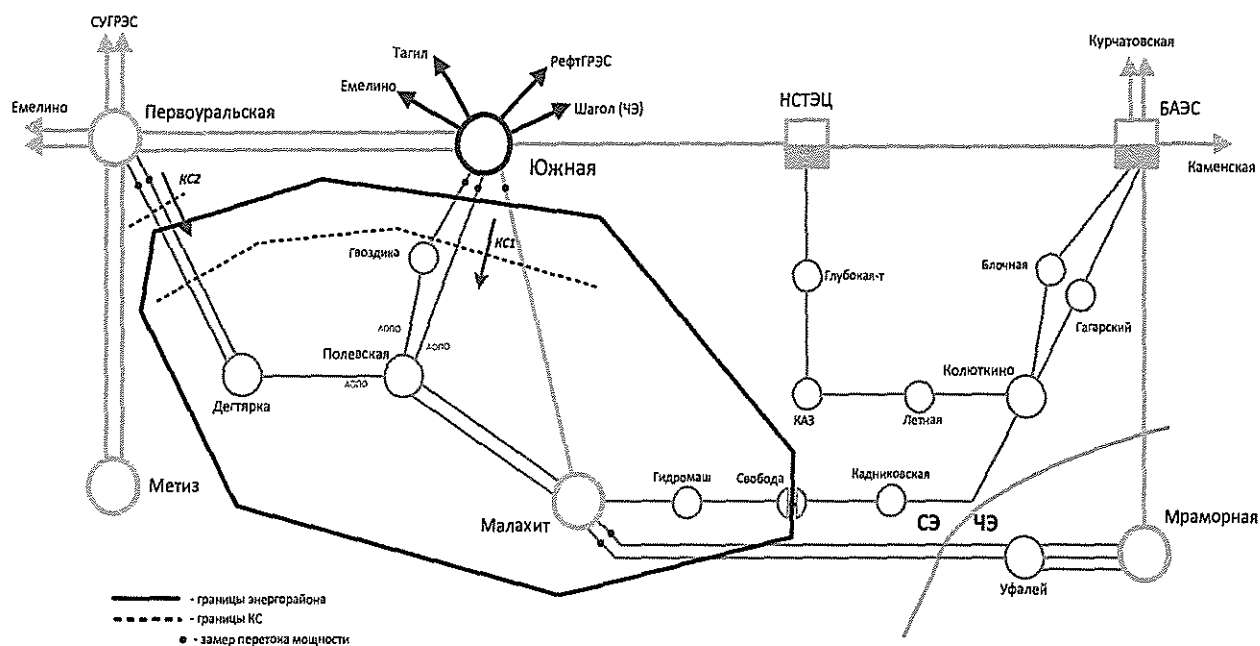 СУГРЭС
Курчатовская
Тагил
РефтГРЭС
Емелино
Шагол (ЧЭ)
НСТЭЦ
БАЭС
Емелино
Первоуральская
Южная
Каменская
КС2
КС1
Гвоздика
Глубокая-т
Блочная
Гагарский
АОПО
АОПО
Полевская
Колюткино
АОПО
Дегтярка
КАЗ
Летная
Метиз
Гидромаш
Свобода
Кадниковская
Малахит
СЭ
ЧЭ
Мраморная
Уфалей
- границы энергорайона
- границы КС
- замер перетока мощности